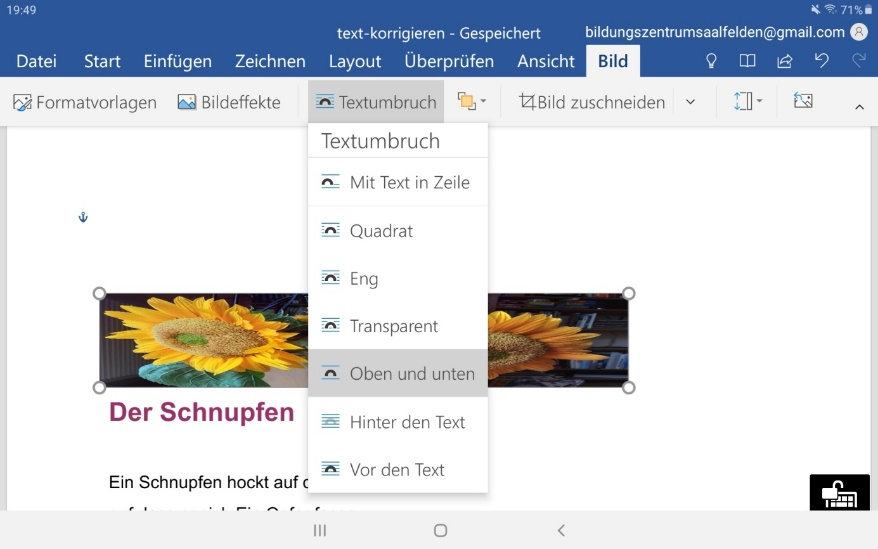 19:49
71%
text-korrigieren - Gespeichert
bildungszentrumsaalfelden@gmail.com
Datei Start Einfügen Zeichnen Layout Überprüfen Ansicht Bild
Formatvorlagen Bildeffekte Textumbruch Bild zuschneiden
Textumbruch
Mit Text in Zeile
Quadrat
Eng
Transparent
Oben und unten
Hinter den Text
Vor den Text
Der Schnupfen
Ein Schnupfen hockt auf